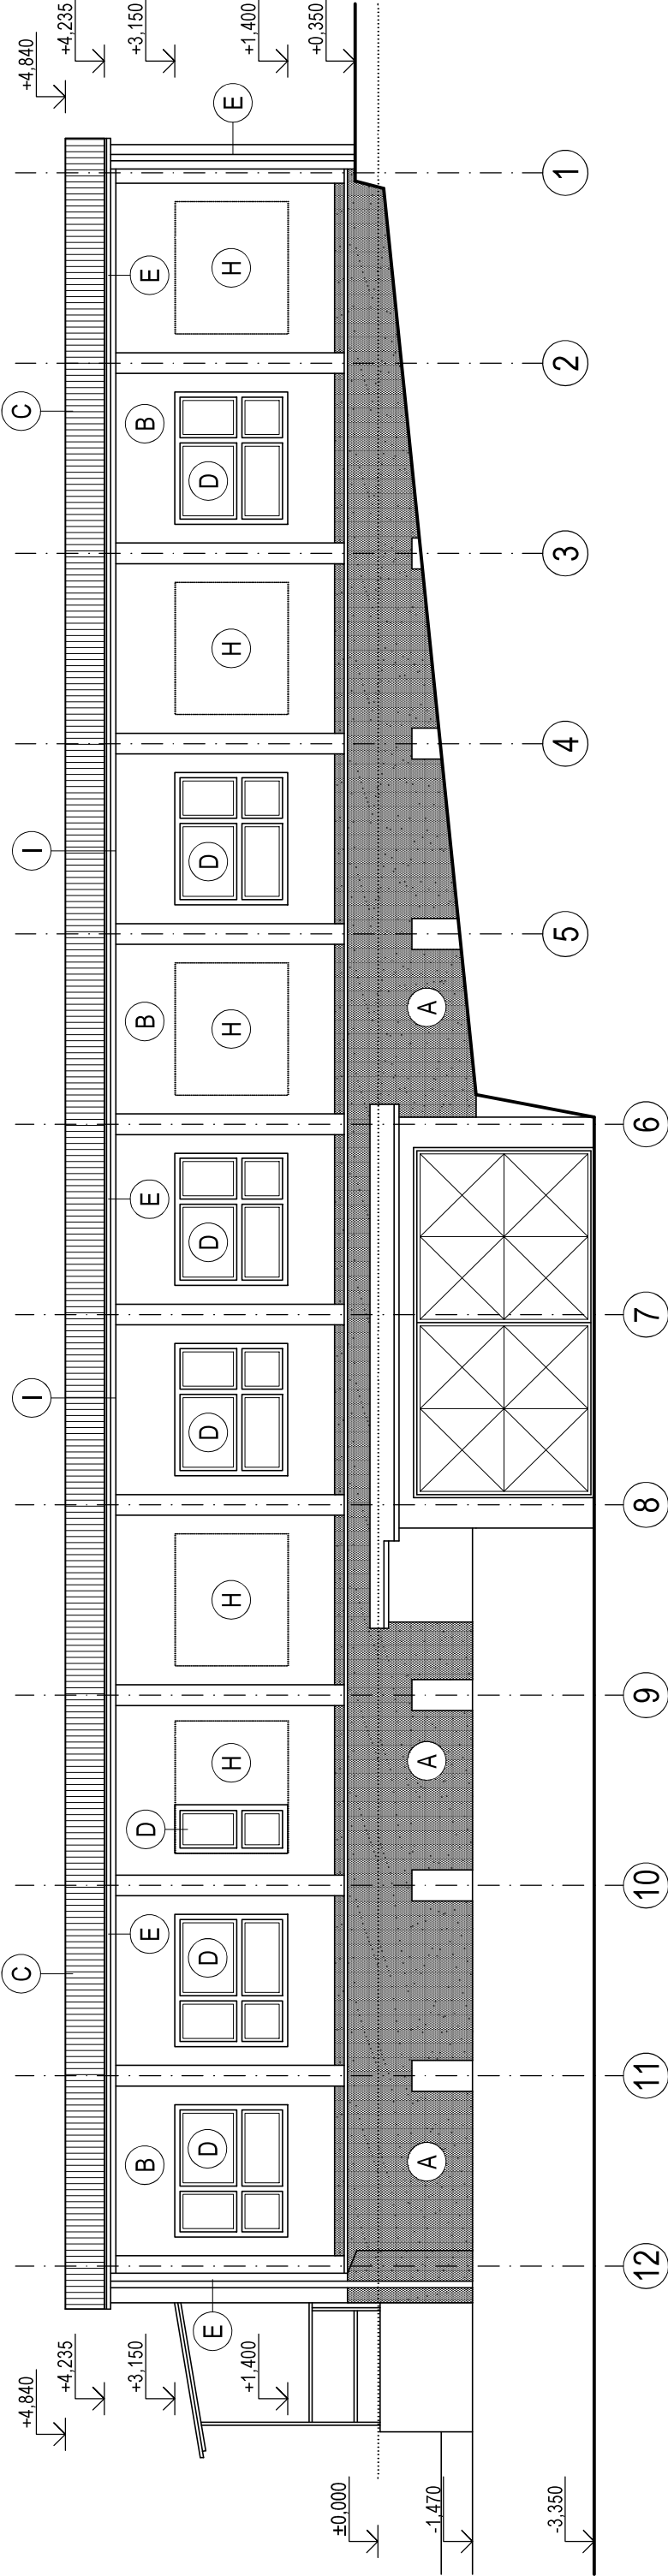 C C
+4,840 I I +4,840
+4,235 +4,235
+3,150 B E D E B B E +3,150
E D D H H D D H D H D H E
+1,400 +1,400
±0,000 +0,350
A A A
-1,470
-3,350
12 11 10 9 8 7 6 5 4 3 2 1